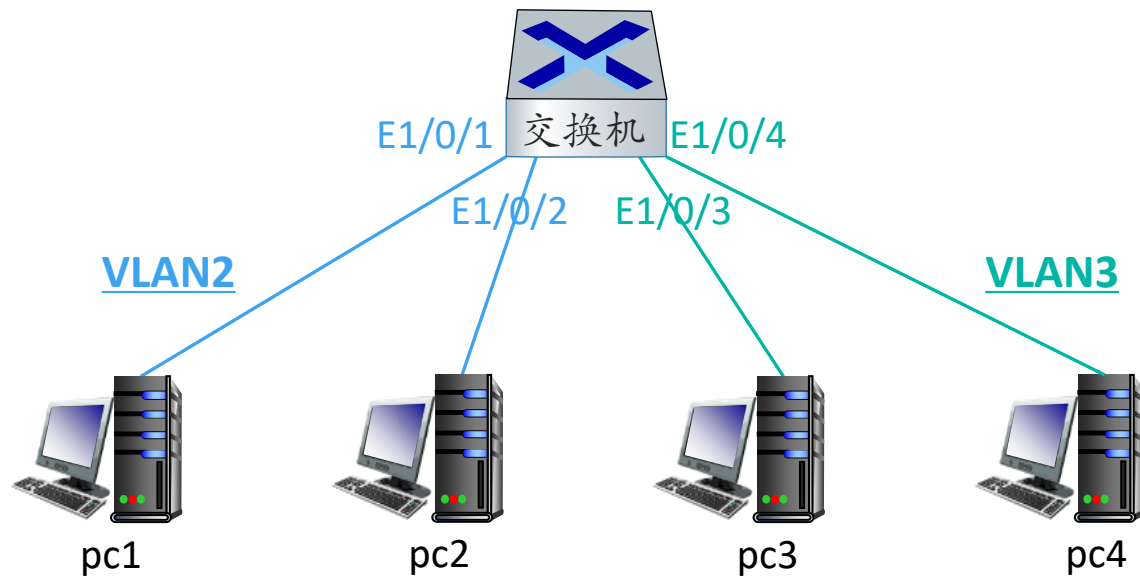 交换机
E1/0/1
E1/0/4
E1/0/2
E1/0/3
VLAN2
VLAN3
pc1
pc2
pc3
pc4